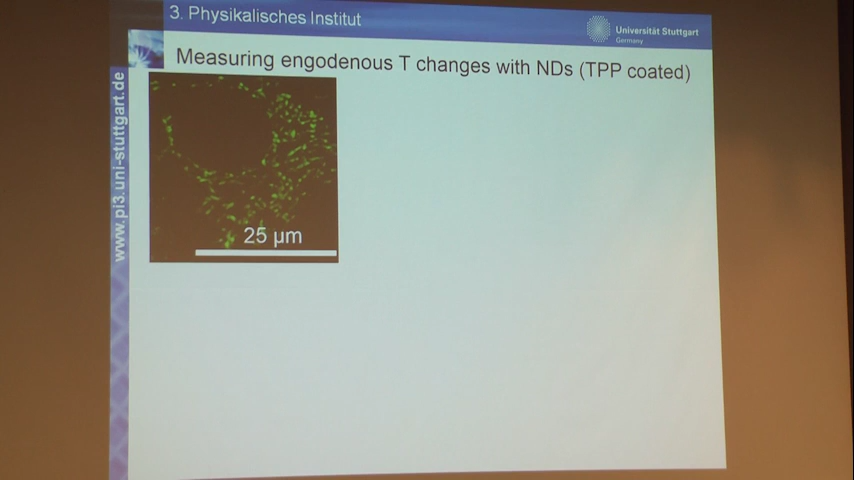 3. Physikalisches Institut
Universität Stuttgart
Germany
Measuring engodenous T changes with NDs (TPP coated)
www.pi3.uni-stuttgart.de
25 µm